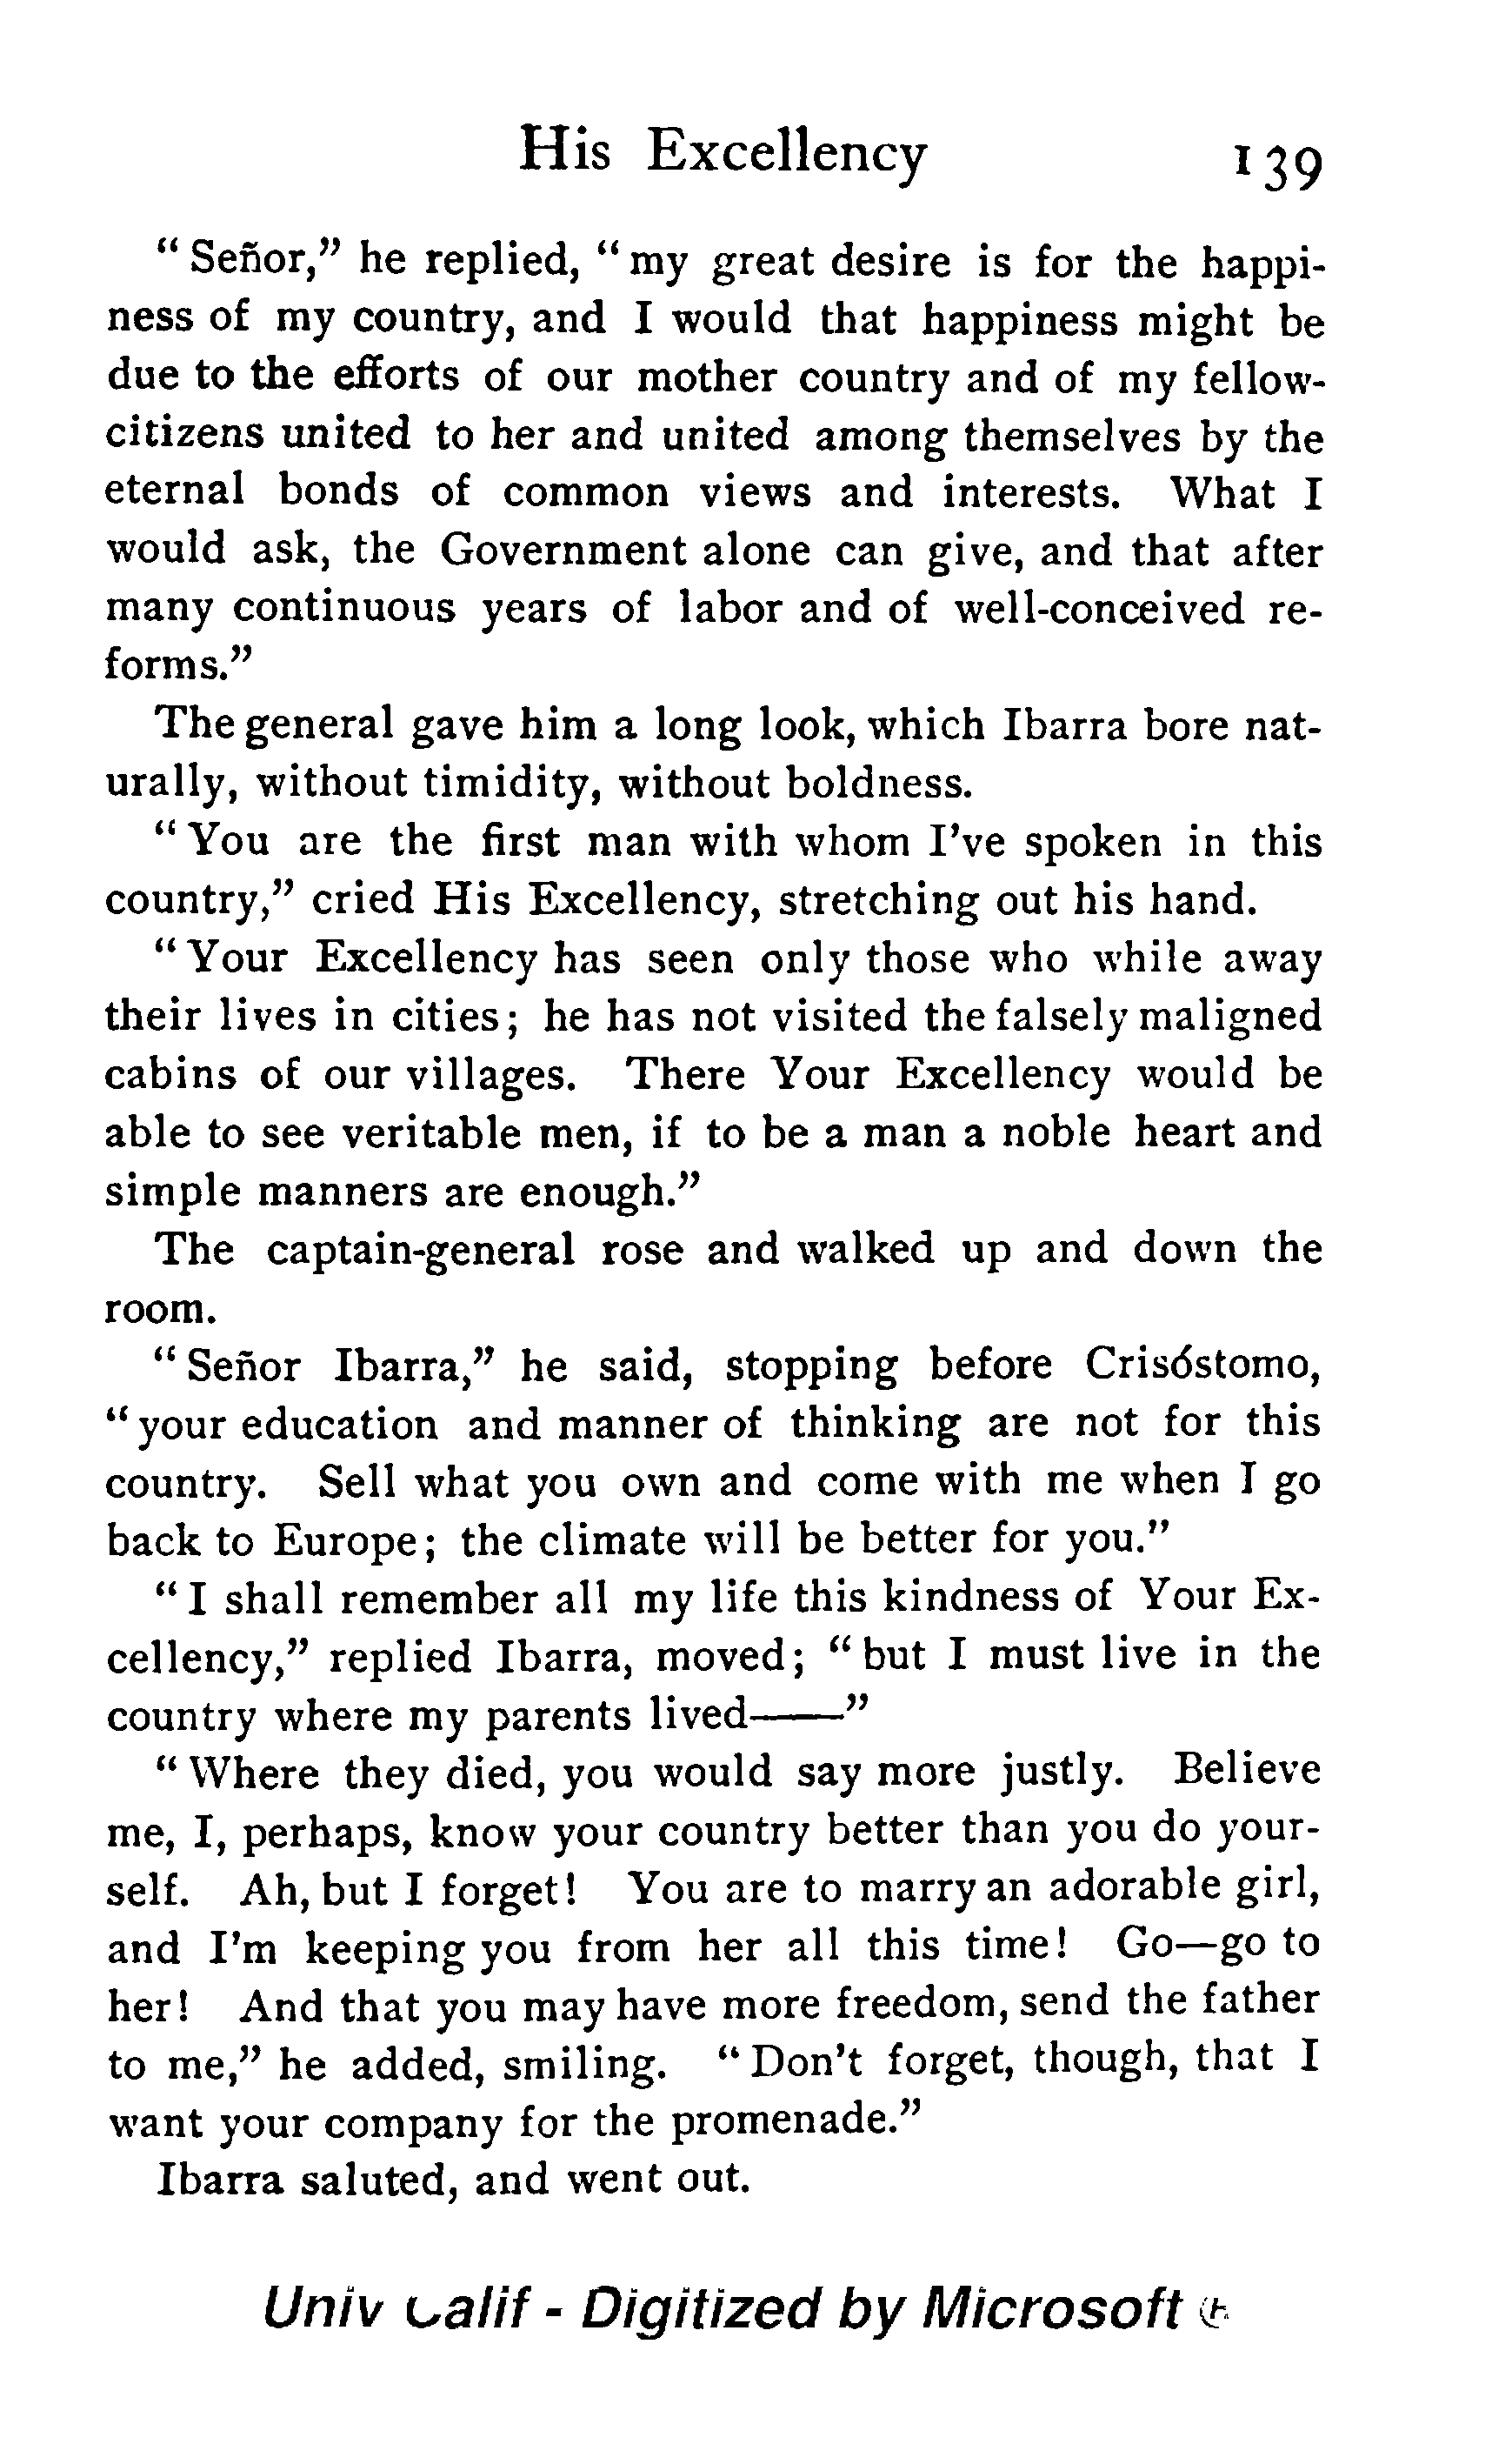 His Excellency 139
“Señor,” he replied, “my great desire is for the happi-
ness of my country, and I would that happiness might be
due to the efforts of our mother country and of my fellow-
citizens united to her and united among themselves by the
eternal bonds of common views and interests. What I
would ask, the Government alone can give, and that after
many continuous years of labor and of well-conceived re-
forms.”
The general gave him a long look, which Ibarra bore nat-
urally, without timidity, without boldness.
“You are the first man with whom I’ve spoken in this
country,” cried His Excellency, stretching out his hand.
“Your Excellency has seen only those who while away
their lives in cities; he has not visited the falsely maligned
cabins of our villages. There Your Excellency would be
able to see veritable men, if to be a man a noble heart and
simple manners are enough.”
The captain-general rose and walked up and down the
room.
“Señor Ibarra,” he said, stopping before Crisóstomo,
“your education and manner of thinking are not for this
country. Sell what you own and come with me when I go
back to Europe; the climate will be better for you.”
“I shall remember all my life this kindness of Your Ex-
cellency,” replied Ibarra, moved; “but I must live in the
country where my parents lived——”
“Where they died, you would say more justly. Believe
me, I, perhaps, know your country better than you do your-
self. Ah, but I forget! You are to marry an adorable girl,
and I’m keeping you from her all this time! Go—go to
her! And that you may have more freedom, send the father
to me,” he added, smiling. “Don’t forget, though, that I
want your company for the promenade.”
Ibarra saluted, and went out.
Univ Calif - Digitized by Microsoft ®